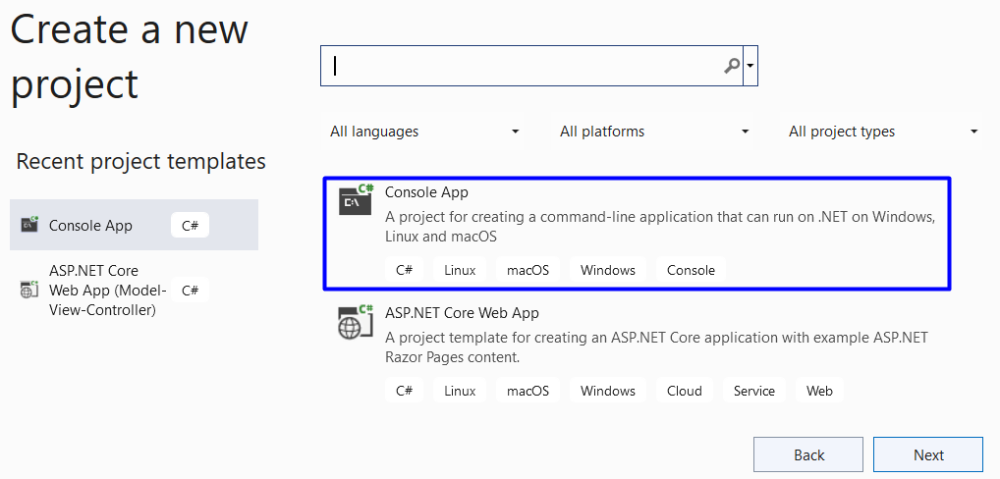 Create a new
project
Recent project templates
Console App
C#
ASP.NET Core
Web App (Model-
View-Controller)
C#
All languages
All platforms
All project types
C#
C:\
Console App
A project for creating a command-line application that can run on .NET on Windows,
Linux and macOS
C# Linux macOS Windows Console
C#
ASP.NET Core Web App
A project template for creating an ASP.NET Core application with example ASP.NET
Razor Pages content.
C# Linux macOS Windows Cloud Service Web
Back
Next